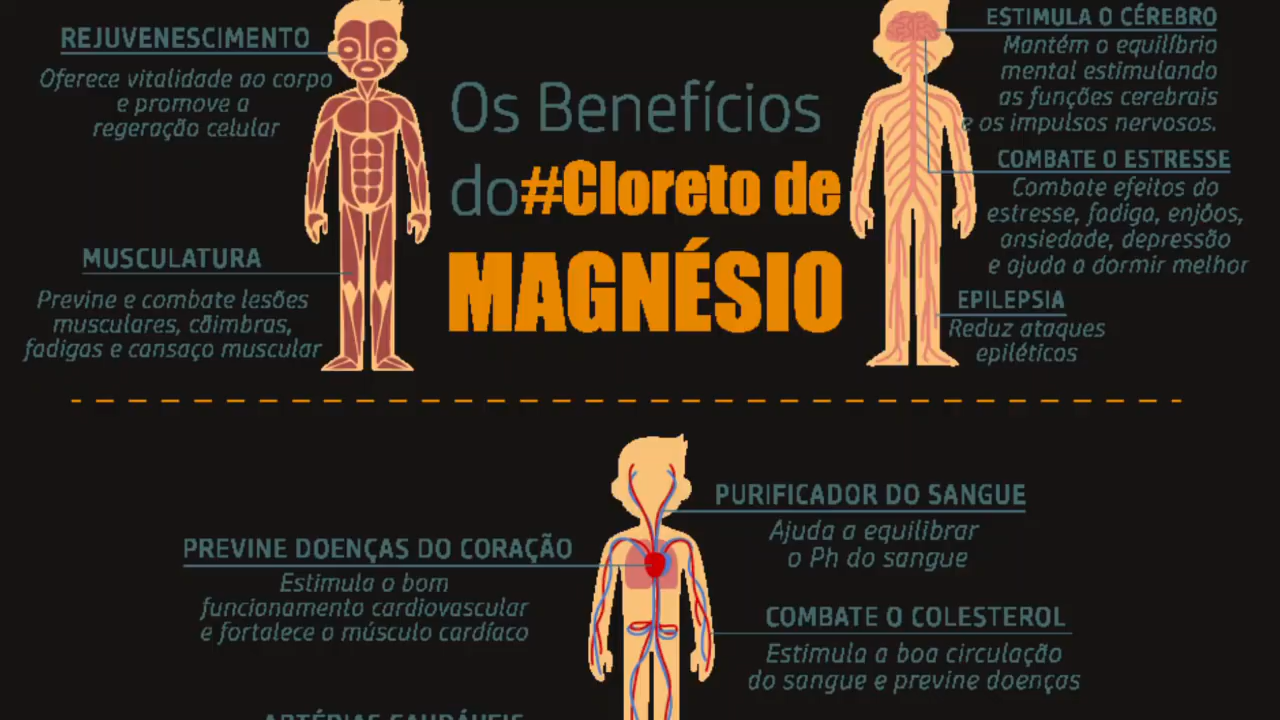 REJUVENESCIMENTO
Oferece vitalidade ao corpo
e promove a
regeração celular
MUSCULATURA
Previne e combate lesões
musculares, cãimbras,
fadigas e cansaço muscular
Os Benefícios
do #Cloreto de
MAGNÉSIO
ESTIMULA O CÉREBRO
Mantém o equilíbrio
mental estimulando
as funções cerebrais
e os impulsos nervosos.
COMBATE O ESTRESSE
Combate efeitos do
estresse, fadiga, enjôos,
ansiedade, depressão
e ajuda a dormir melhor
EPILEPSIA
Reduz ataques
epiléticos
PREVINE DOENÇAS DO CORAÇÃO
Estimula o bom
funcionamento cardiovascular
e fortalece o músculo cardíaco
PURIFICADOR DO SANGUE
Ajuda a equilibrar
o Ph do sangue
COMBATE O COLESTEROL
Estimula a boa circulação
do sangue e previne doenças
ARTÉRIAS SAUDÁVEIS